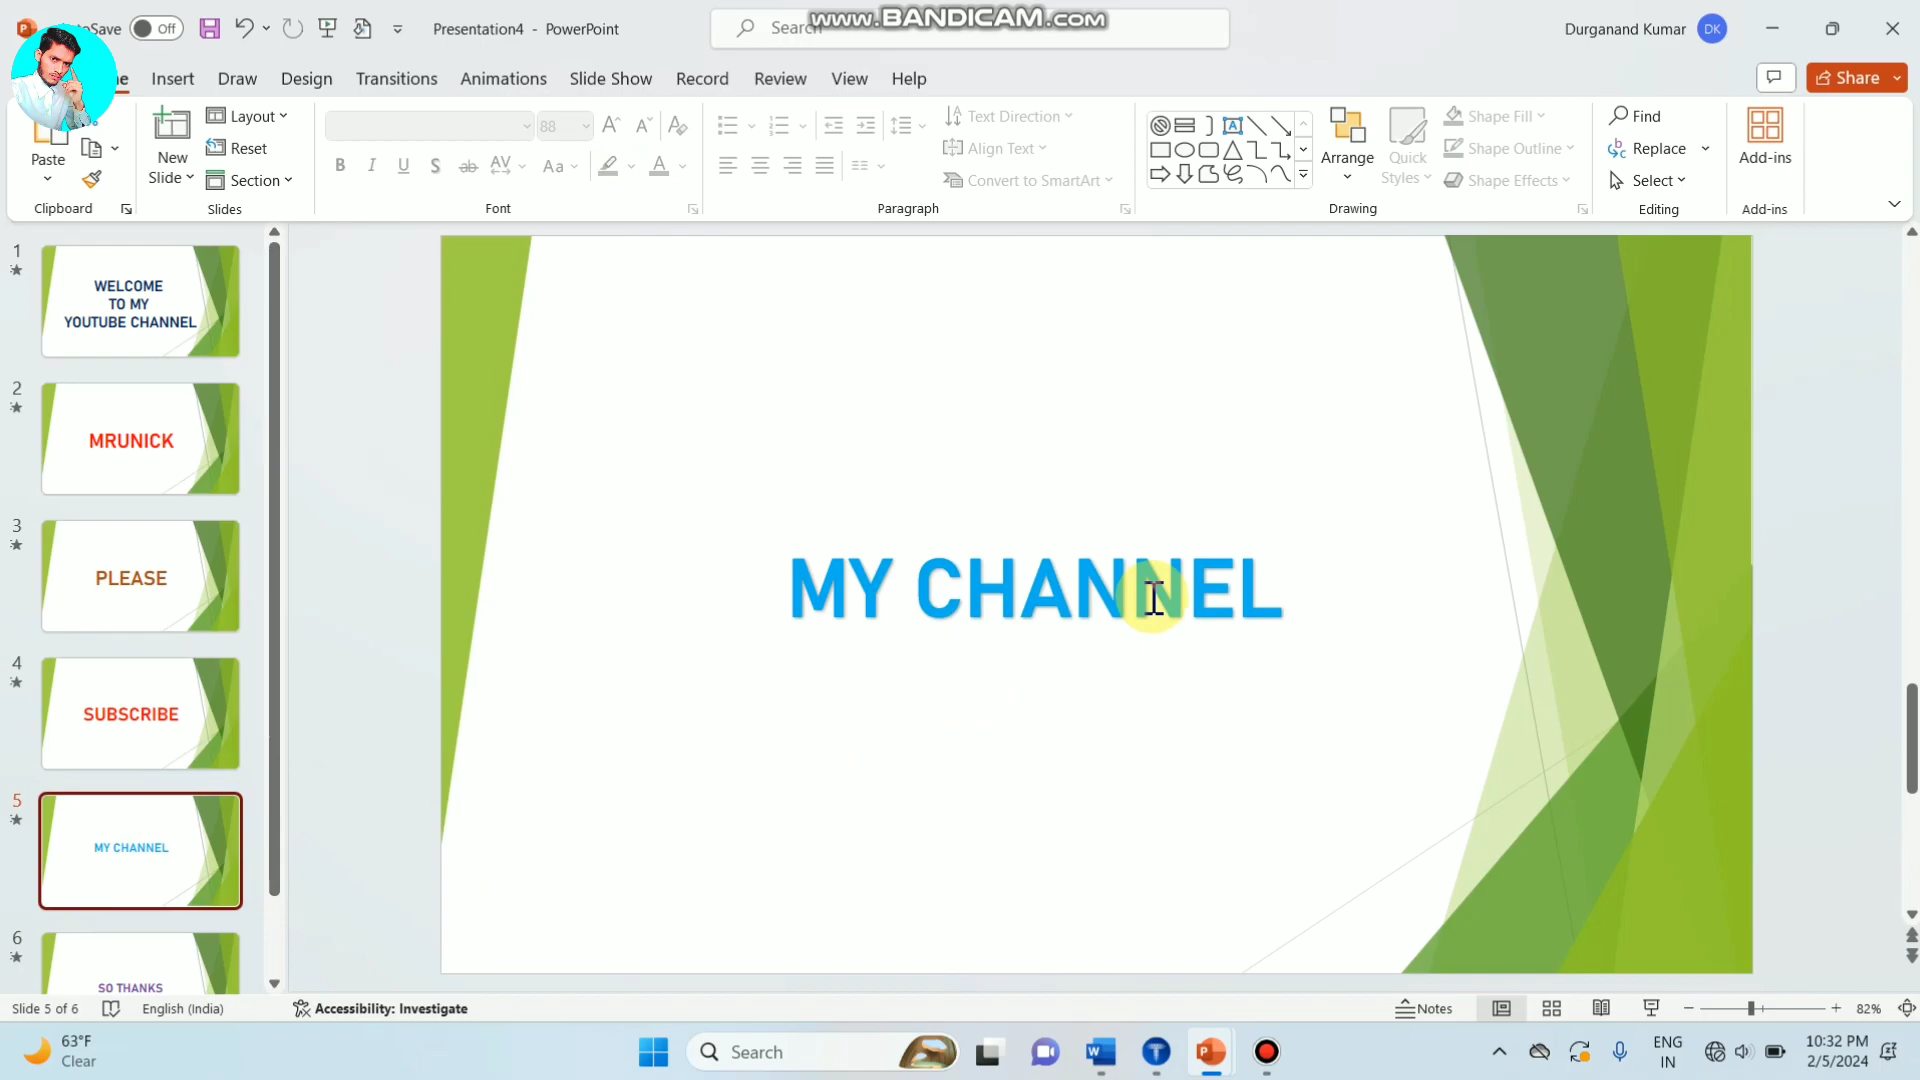 AutoSave Off Presentation4 - PowerPoint Search www.BANDICAM.com Durganand Kumar DK
Insert Draw Design Transitions Animations Slide Show Record Review View Help Share
Paste
Clipboard
New
Slide
Layout
Reset
Section
Slides
88
B I U S ab AV Aa A
Font
Text Direction
Align Text
Convert to SmartArt
Paragraph
Arrange
Quick
Styles
Shape Fill
Shape Outline
Shape Effects
Drawing
Find
Replace
Select
Editing
Add-ins
Add-ins
1
WELCOME
TO MY
YOUTUBE CHANNEL
2
MRUNICK
3
PLEASE
4
SUBSCRIBE
5
MY CHANNEL
6
SO THANKS
MY CHANNEL
Slide 5 of 6 English (India) Accessibility: Investigate Notes 82%
63°F
Clear
Search
ENG
IN
10:32 PM
2/5/2024